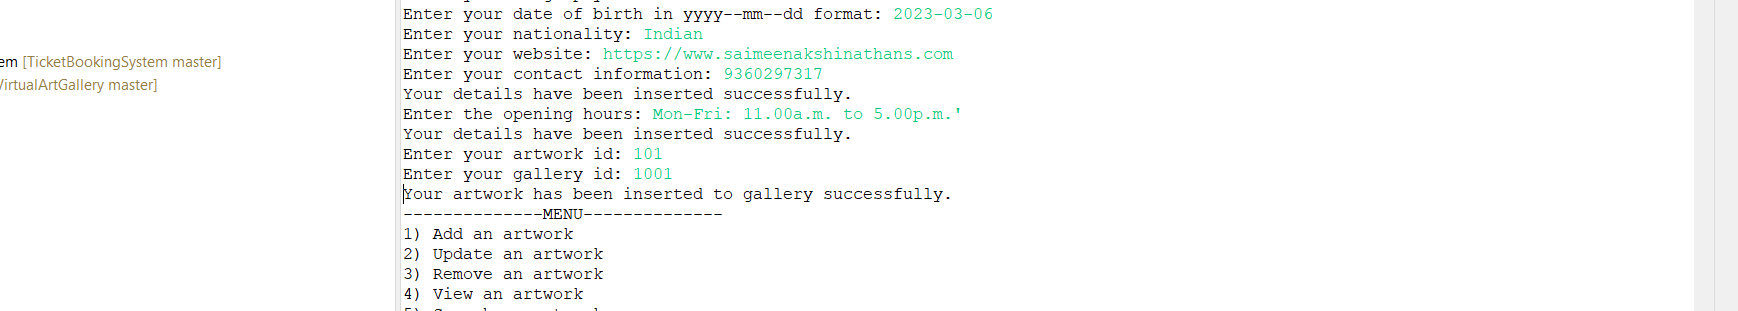 Enter your date of birth in yyyy--mm--dd format: 2023-03-06
Enter your nationality: Indian
Enter your website: https://www.saimeenakshinathans.com
em [TicketBookingSystem master]
Enter your contact information: 9360297317
VirtualArtGallery master]
Your details have been inserted successfully.
Enter the opening hours: Mon-Fri: 11.00a.m. to 5.00p.m.'
Your details have been inserted successfully.
Enter your artwork id: 101
Enter your gallery id: 1001
Your artwork has been inserted to gallery successfully.
--------------MENU--------------
1) Add an artwork
2) Update an artwork
3) Remove an artwork
4) View an artwork